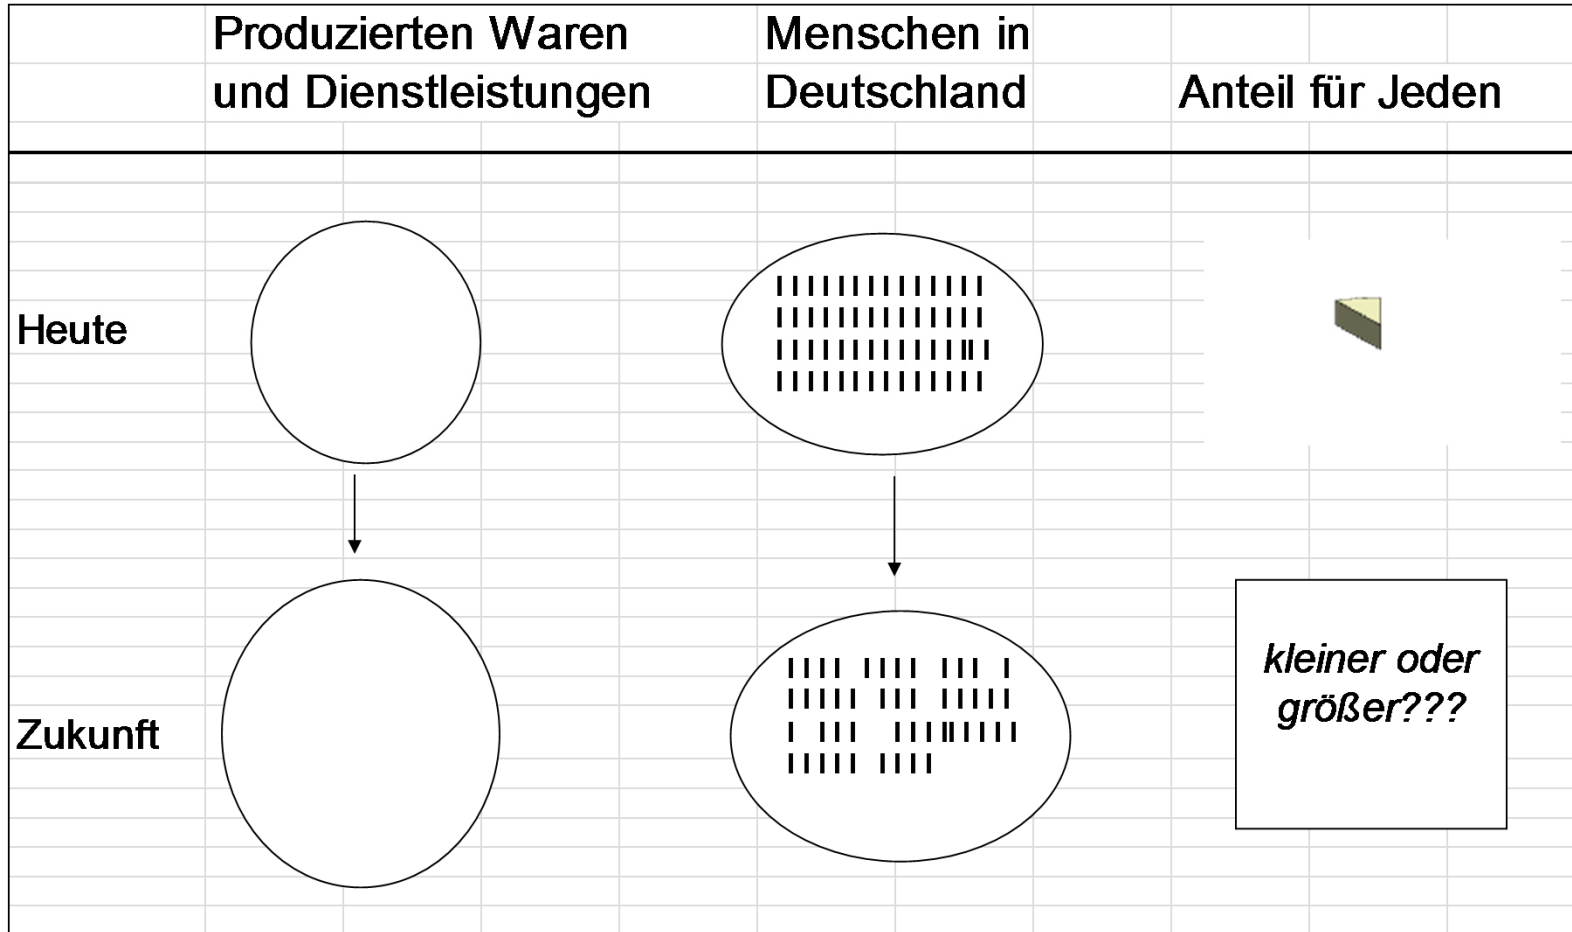 Produzierten Waren
und Dienstleistungen
Menschen in
Deutschland
Anteil für Jeden
Heute
Zukunft
kleiner oder
größer???